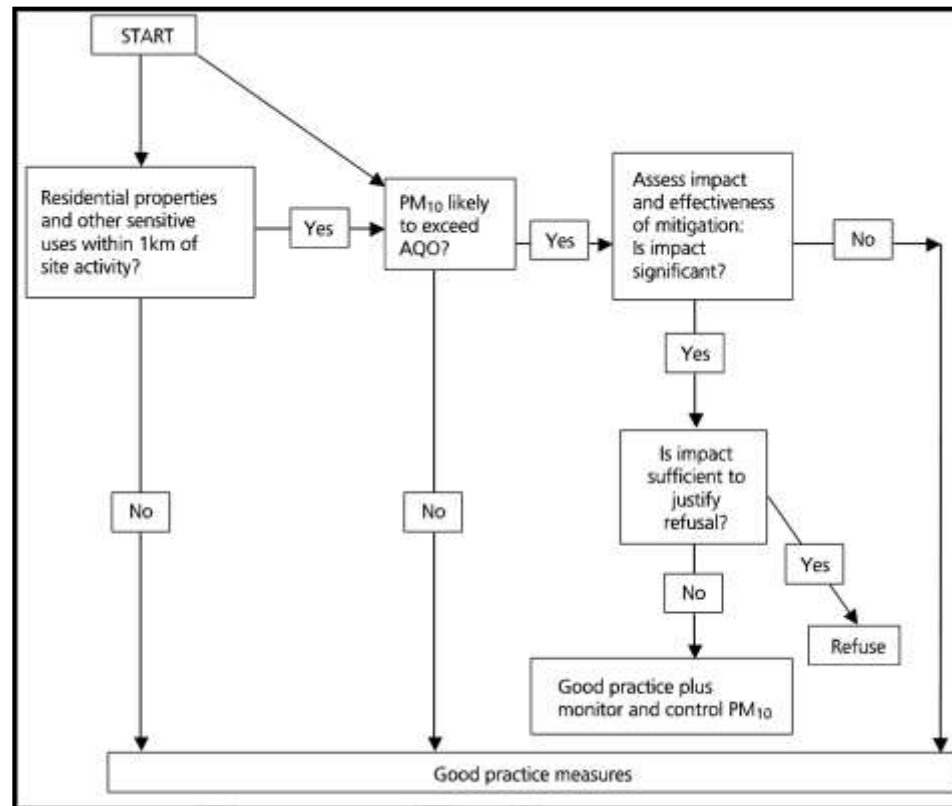 START
Residential properties
and other sensitive
uses within 1km of
site activity?
Yes
PM₁₀ likely
to exceed
AQO?
Yes
Assess impact
and effectiveness
of mitigation:
Is impact
significant?
No
Yes
Is impact
sufficient to
justify
refusal?
No
No
No
Yes
Refuse
Good practice plus
monitor and control PM₁₀
Good practice measures